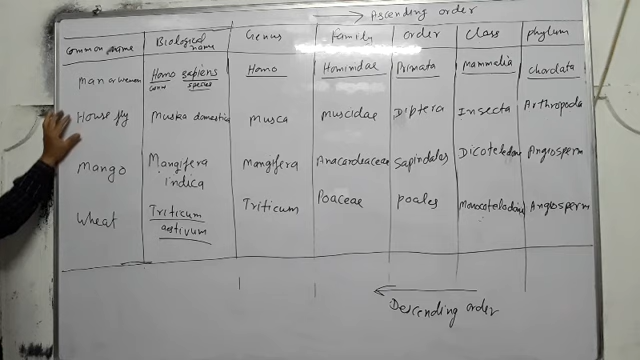 → Ascending order
Common name Biological name Genus Family Order Class phylum
Man or women Homo sapiens Homo Hominidae Primata Mammalia Chordata
Genus species
House fly Muska domestica Musca Muscidae Diptera Insecta Arthropoda
Mango Mangifera indica Mangifera Anacardeaceae Sapindales Dicoteledone Angiosperm
Wheat Triticum aestivum Triticum Poaceae poales Monocoteledone Angiosperm
← Descending order